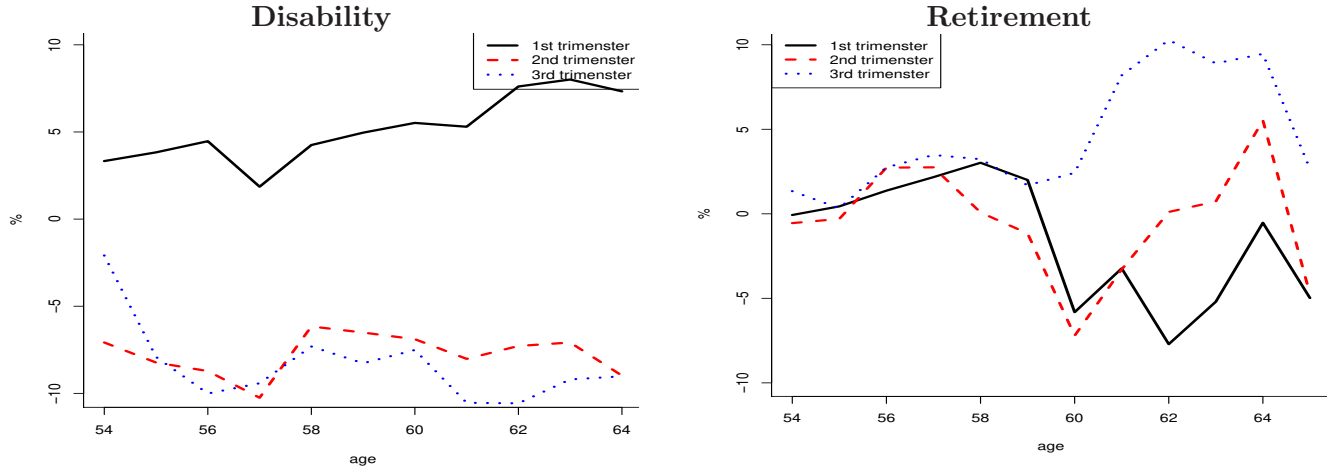 Disability
1st trimenster
2nd trimenster
3rd trimenster
10
5
0
−5
−10
%
54 56 58 60 62 64
age
Retirement
1st trimenster
2nd trimenster
3rd trimenster
10
5
0
−5
−10
%
54 56 58 60 62 64
age